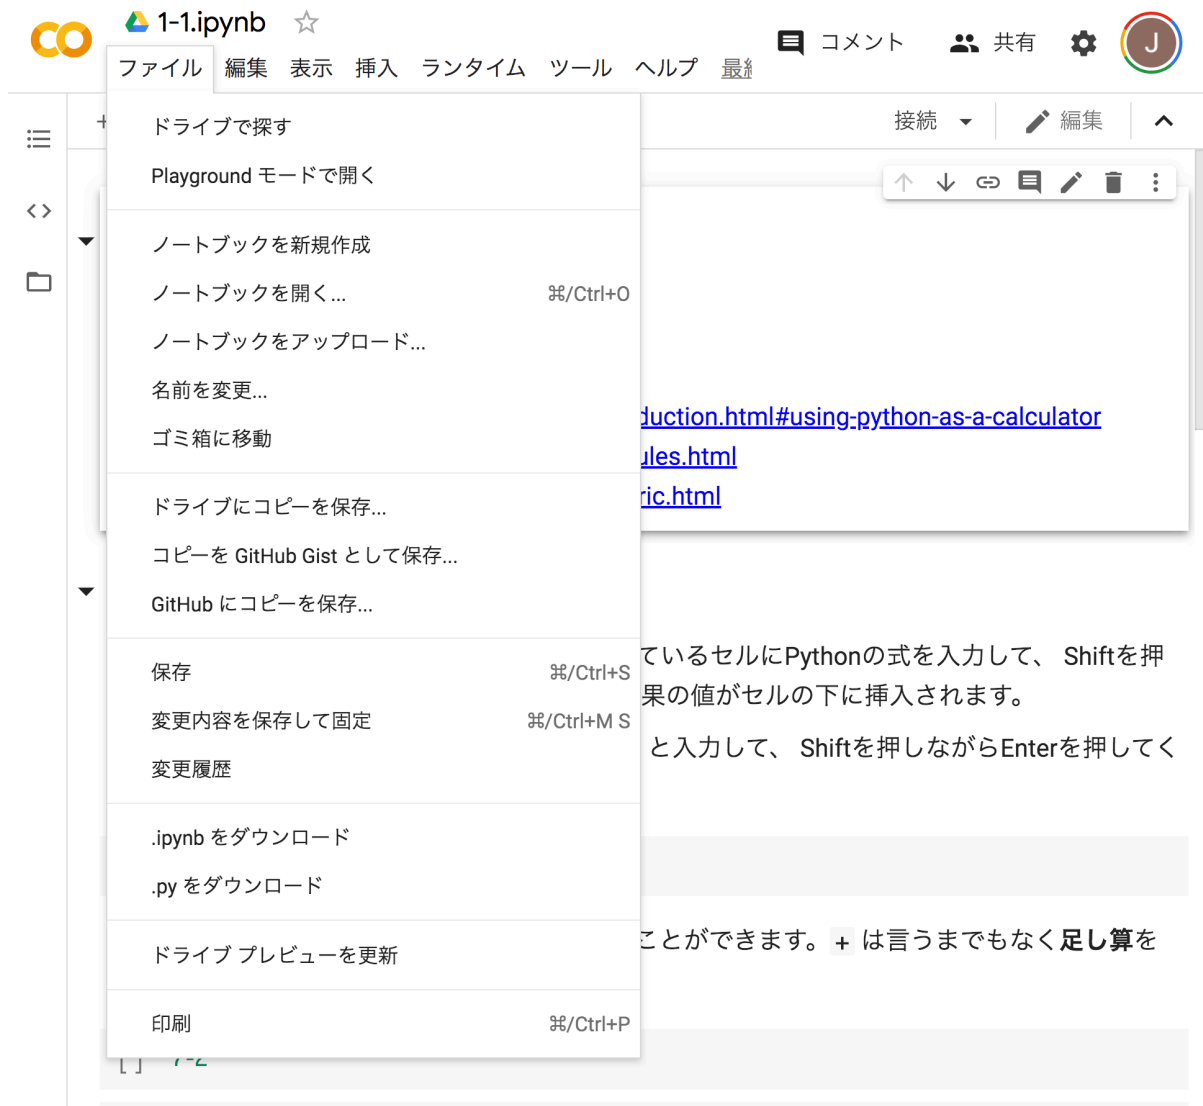 1-1.ipynb
コメント
共有
J
ファイル 編集 表示 挿入 ランタイム ツール ヘルプ
接続
編集
ドライブで探す
Playground モードで開く
ノートブックを新規作成
ノートブックを開く... ⌘/Ctrl+O
ノートブックをアップロード...
名前を変更...
ゴミ箱に移動
duction.html#using-python-as-a-calculator
ules.html
ric.html
ドライブにコピーを保存...
コピーを GitHub Gist として保存...
GitHub にコピーを保存...
保存 ⌘/Ctrl+S
変更内容を保存して固定 ⌘/Ctrl+M S
変更履歴
ているセルにPythonの式を入力して、 Shiftを押
果の値がセルの下に挿入されます。
と入力して、 Shiftを押しながらEnterを押してく
.ipynb をダウンロード
.py をダウンロード
ドライブ プレビューを更新
印刷 ⌘/Ctrl+P
ことができます。 + は言うまでもなく足し算を
[ ] 7-2